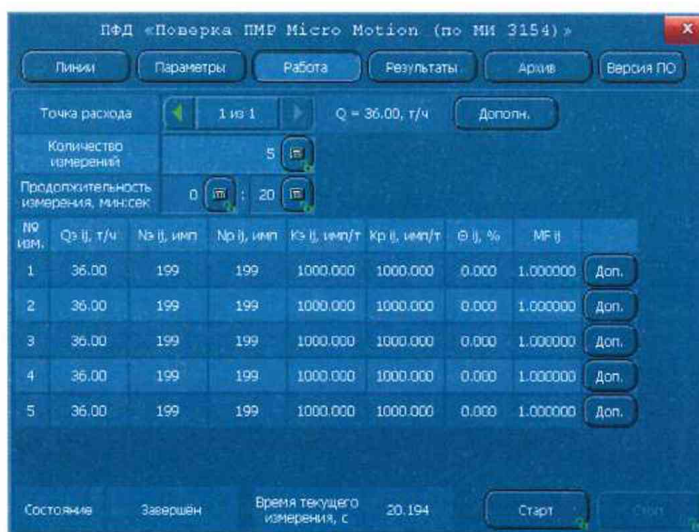 ПФД «Поверка ПМР Micro Motion (по МИ 3154)» X
Линии Параметры Работа Результаты Архив Версия ПО
Точка расхода 1 из 1 Q = 36.00, т/ч Дополн.
Количество измерений 5
Продолжительность измерения, мин:сек 0 : 20
№ изм. Qэ ij, т/ч Nэ ij, имп Nр ij, имп Kэ ij, имп/т Kр ij, имп/т Θ ij, % MF ij
1 36.00 199 199 1000.000 1000.000 0.000 1.000000 Доп.
2 36.00 199 199 1000.000 1000.000 0.000 1.000000 Доп.
3 36.00 199 199 1000.000 1000.000 0.000 1.000000 Доп.
4 36.00 199 199 1000.000 1000.000 0.000 1.000000 Доп.
5 36.00 199 199 1000.000 1000.000 0.000 1.000000 Доп.
Состояние Завершён Время текущего измерения, с 20.194 Старт Стоп